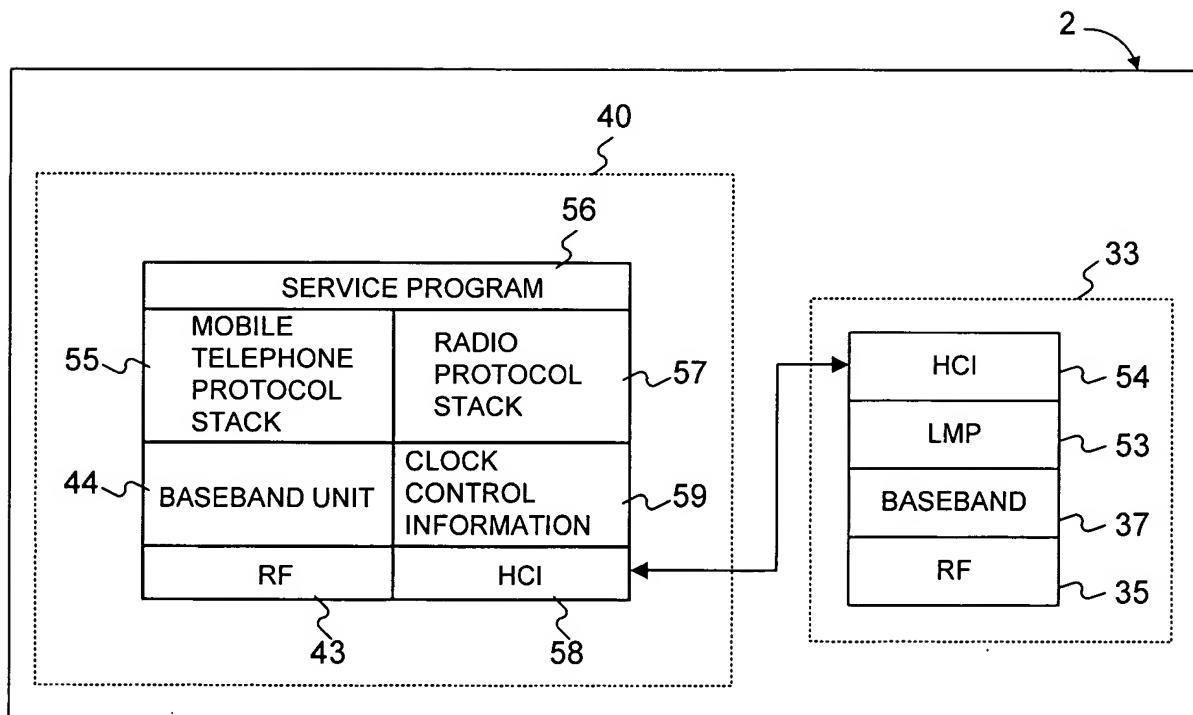 2
40
56
SERVICE PROGRAM
33
55
MOBILE
TELEPHONE
PROTOCOL
STACK
RADIO
PROTOCOL
STACK
57
HCI
54
LMP
53
44
BASEBAND UNIT
CLOCK
CONTROL
INFORMATION
59
BASEBAND
37
RF
HCI
RF
35
43
58